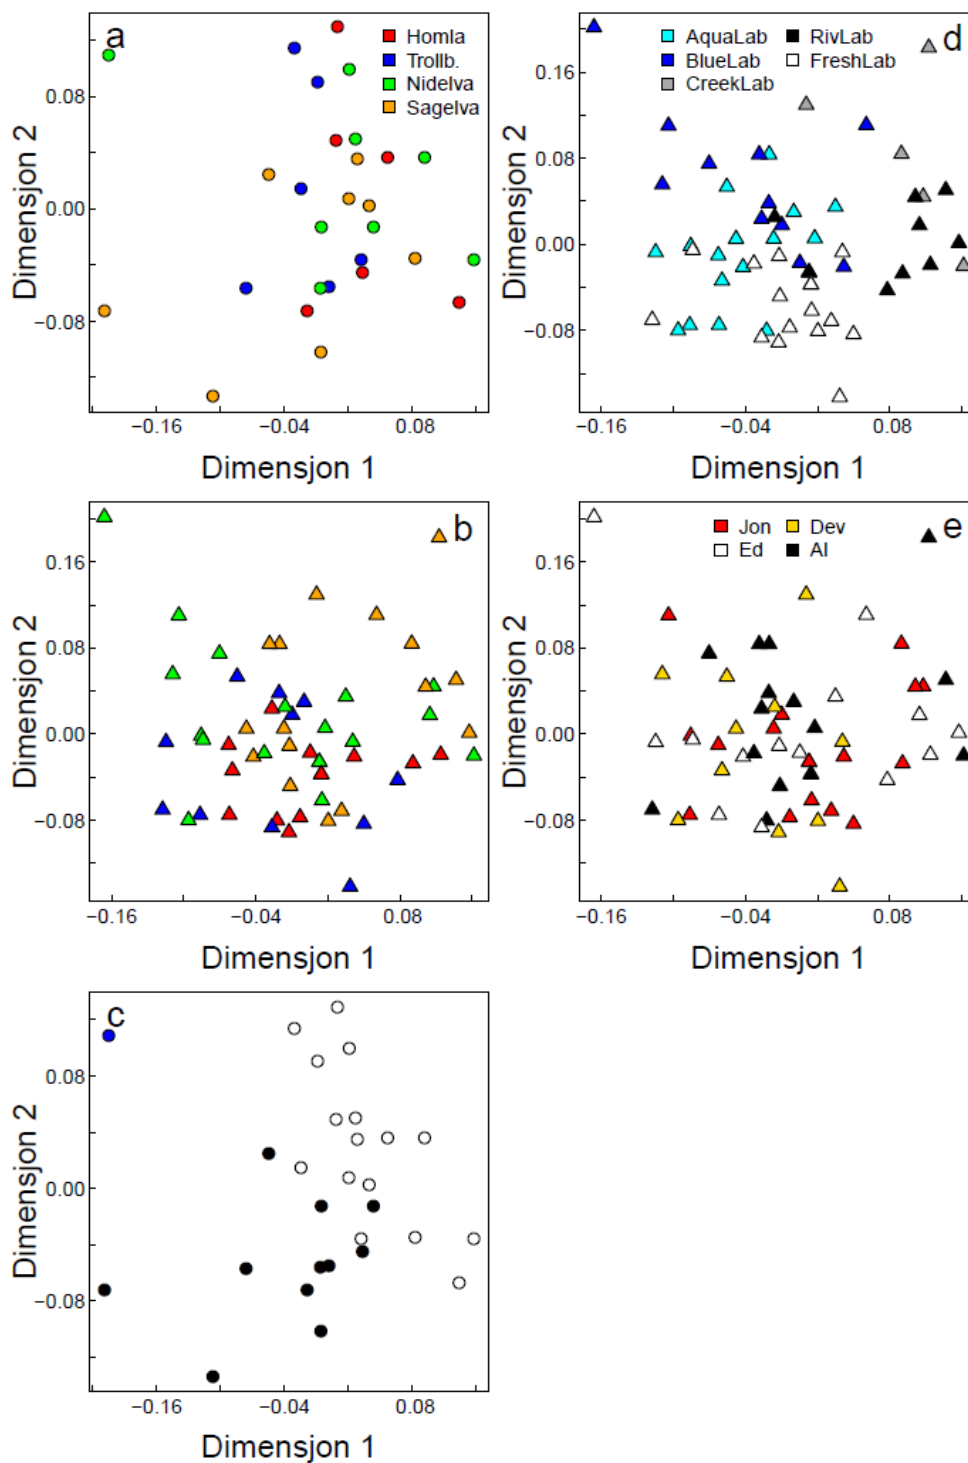 a
Homla
Trollb.
Nidelva
Sagelva
0.08
0.00
−0.08
−0.16
−0.04
0.08
Dimensjon 1
Dimensjon 2
d
AquaLab
BlueLab
CreekLab
RivLab
FreshLab
0.16
0.08
0.00
−0.08
−0.16
−0.04
0.08
Dimensjon 1
Dimensjon 2
b
0.16
0.08
0.00
−0.08
−0.16
−0.04
0.08
Dimensjon 1
Dimensjon 2
e
Jon
Ed
Dev
Al
0.16
0.08
0.00
−0.08
−0.16
−0.04
0.08
Dimensjon 1
Dimensjon 2
c
0.08
0.00
−0.08
−0.16
−0.04
0.08
Dimensjon 1
Dimensjon 2